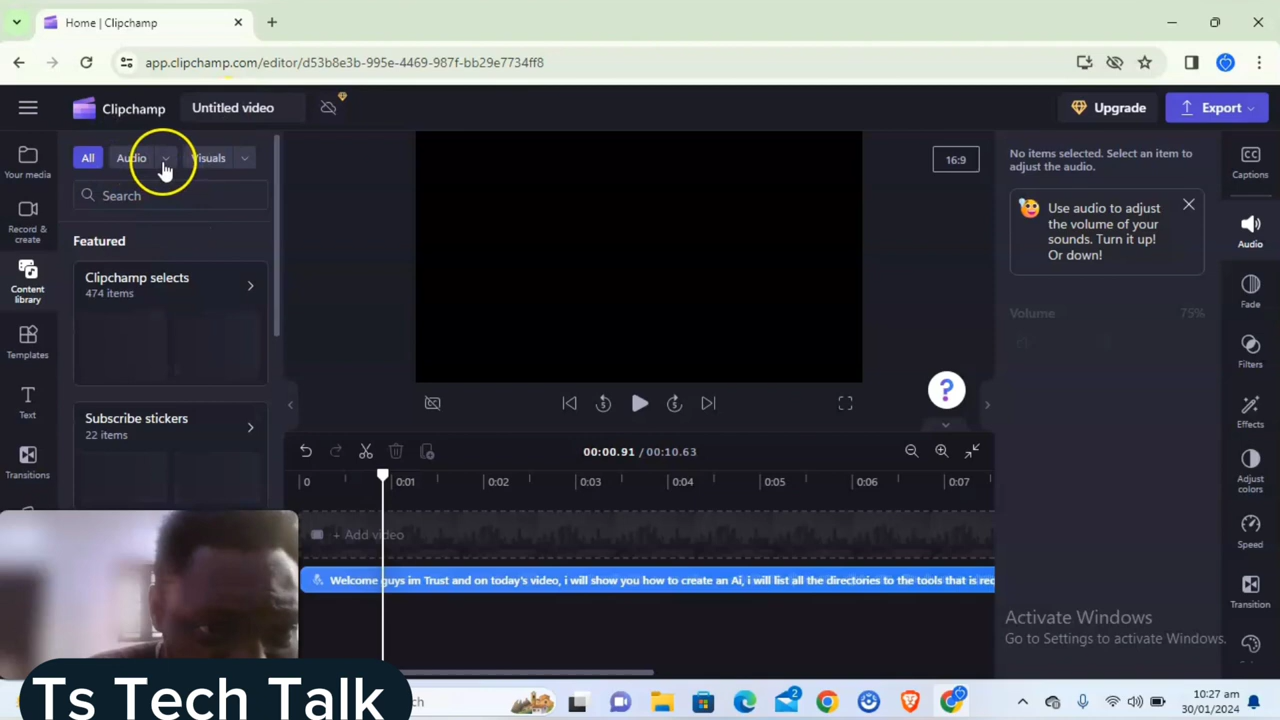 Home | Clipchamp
app.clipchamp.com/editor/d53b8e3b-995e-4469-987f-bb29e7734ff8
Clipchamp
Untitled video
Upgrade
Export
Your media
Record &
create
Content
library
Templates
Text
Transitions
All
Audio
Visuals
Search
Featured
Clipchamp selects
474 items
Subscribe stickers
22 items
16:9
5
5
?
No items selected. Select an item to
adjust the audio.
Use audio to adjust
the volume of your
sounds. Turn it up!
Or down!
Volume
75%
Captions
Audio
Fade
Filters
Effects
Adjust
colors
Speed
Transition
00:00.91 / 00:10.63
0
0:01
0:02
0:03
0:04
0:05
0:06
0:07
+ Add video
Welcome guys im Trust and on today's video, i will show you how to create an Ai, i will list all the directories to the tools that is rec
Activate Windows
Go to Settings to activate Windows.
Ts Tech Talk
2
10:27 am
30/01/2024